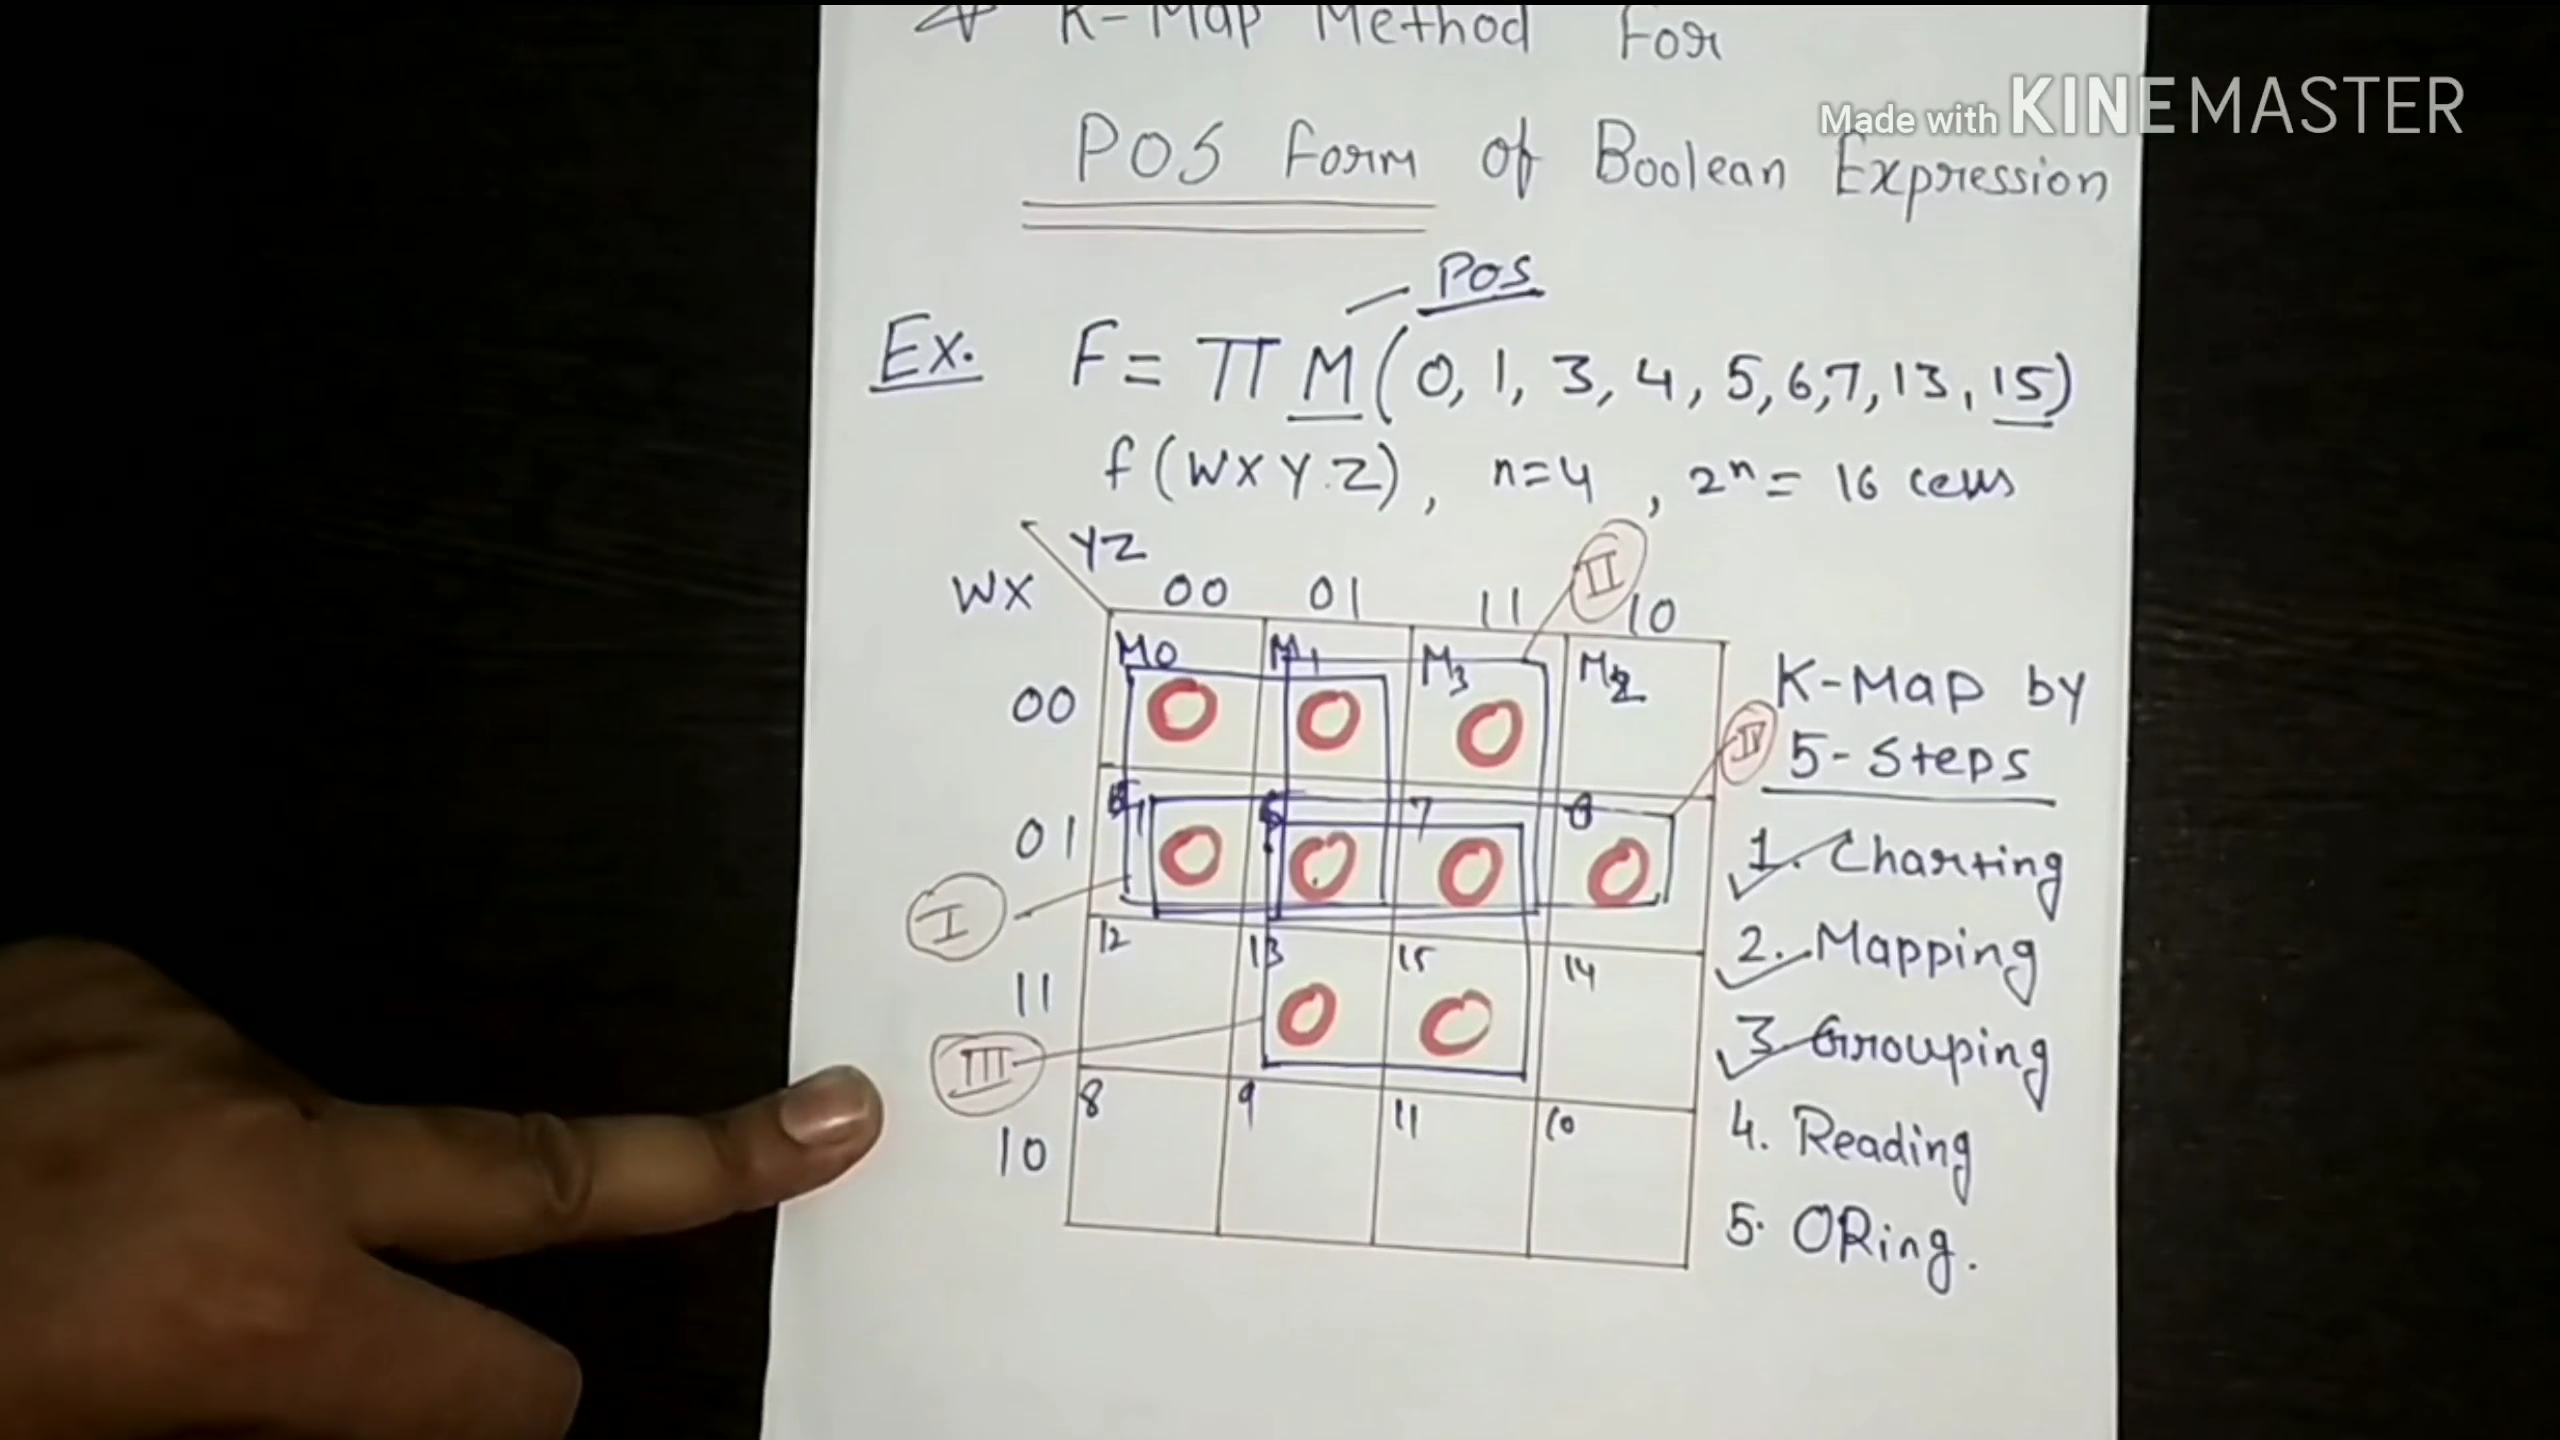 K-Map Method For
Made with KINEMASTER
POS Form of Boolean Expression
POS
Ex. F = π M (0, 1, 3, 4, 5, 6, 7, 13, 15)
f (W X Y Z), n=4, 2ⁿ = 16 cells
YZ
WX 00 01 11 10
II
M0 M1 M3 M2
00
IV
7
01
I
12 13 15 14
11
III
8 9 11 10
10
K-Map by
5-Steps
1. Charting
2. Mapping
3. Grouping
4. Reading
5. ORing.